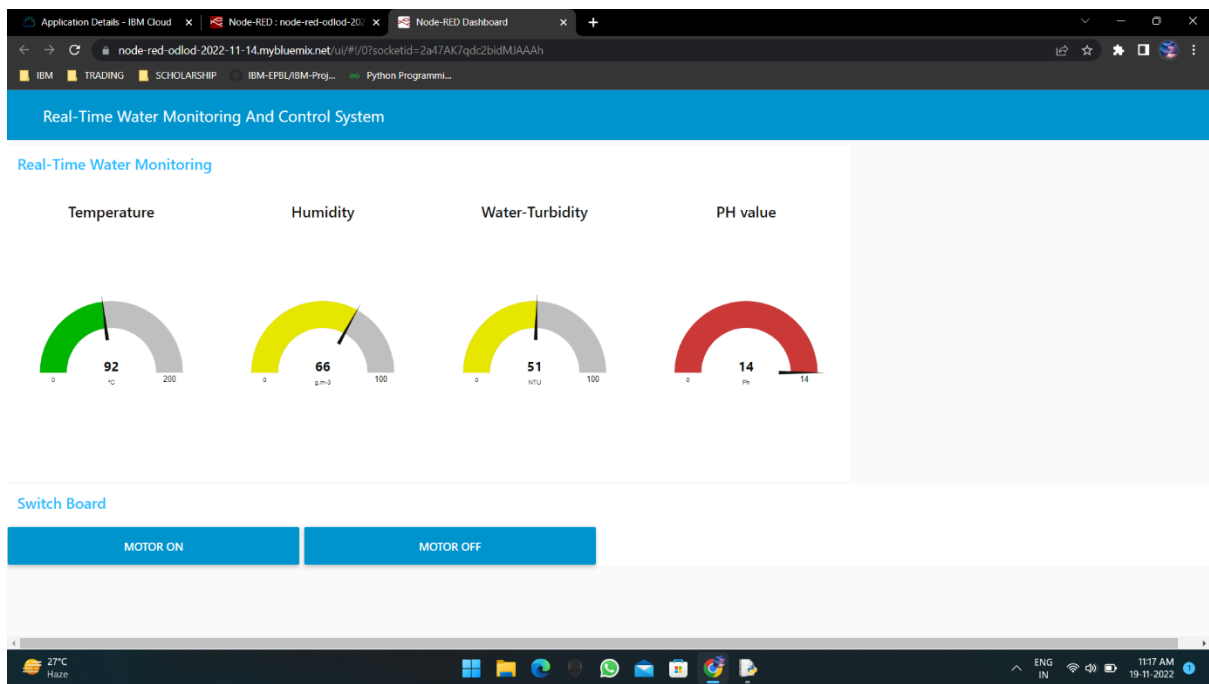 Application Details - IBM Cloud
Node-RED : node-red-odlod-202
Node-RED Dashboard
node-red-odlod-2022-11-14.mybluemix.net/ui/#!/0?socketid=2a47AK7qdc2bidMJAAAh
IBM TRADING SCHOLARSHIP IBM-EPBL/IBM-Proj... Python Programmi...
Real-Time Water Monitoring And Control System
Real-Time Water Monitoring
Temperature Humidity Water-Turbidity PH value
92 66 51 14
0 °C 200 0 g.m-3 100 0 NTU 100 0 Ph 14
Switch Board
MOTOR ON MOTOR OFF
27°C
Haze
ENG
IN
11:17 AM
19-11-2022
1